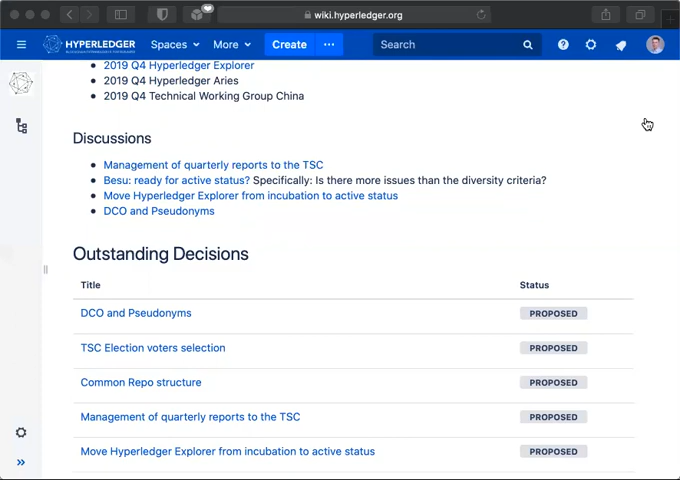 wiki.hyperledger.org
HYPERLEDGER
Spaces
More
Create
Search
2019 Q4 Hyperledger Explorer
2019 Q4 Hyperledger Aries
2019 Q4 Technical Working Group China
Discussions
Management of quarterly reports to the TSC
Besu: ready for active status? Specifically: Is there more issues than the diversity criteria?
Move Hyperledger Explorer from incubation to active status
DCO and Pseudonyms
Outstanding Decisions
Title Status
DCO and Pseudonyms PROPOSED
TSC Election voters selection PROPOSED
Common Repo structure PROPOSED
Management of quarterly reports to the TSC PROPOSED
Move Hyperledger Explorer from incubation to active status PROPOSED